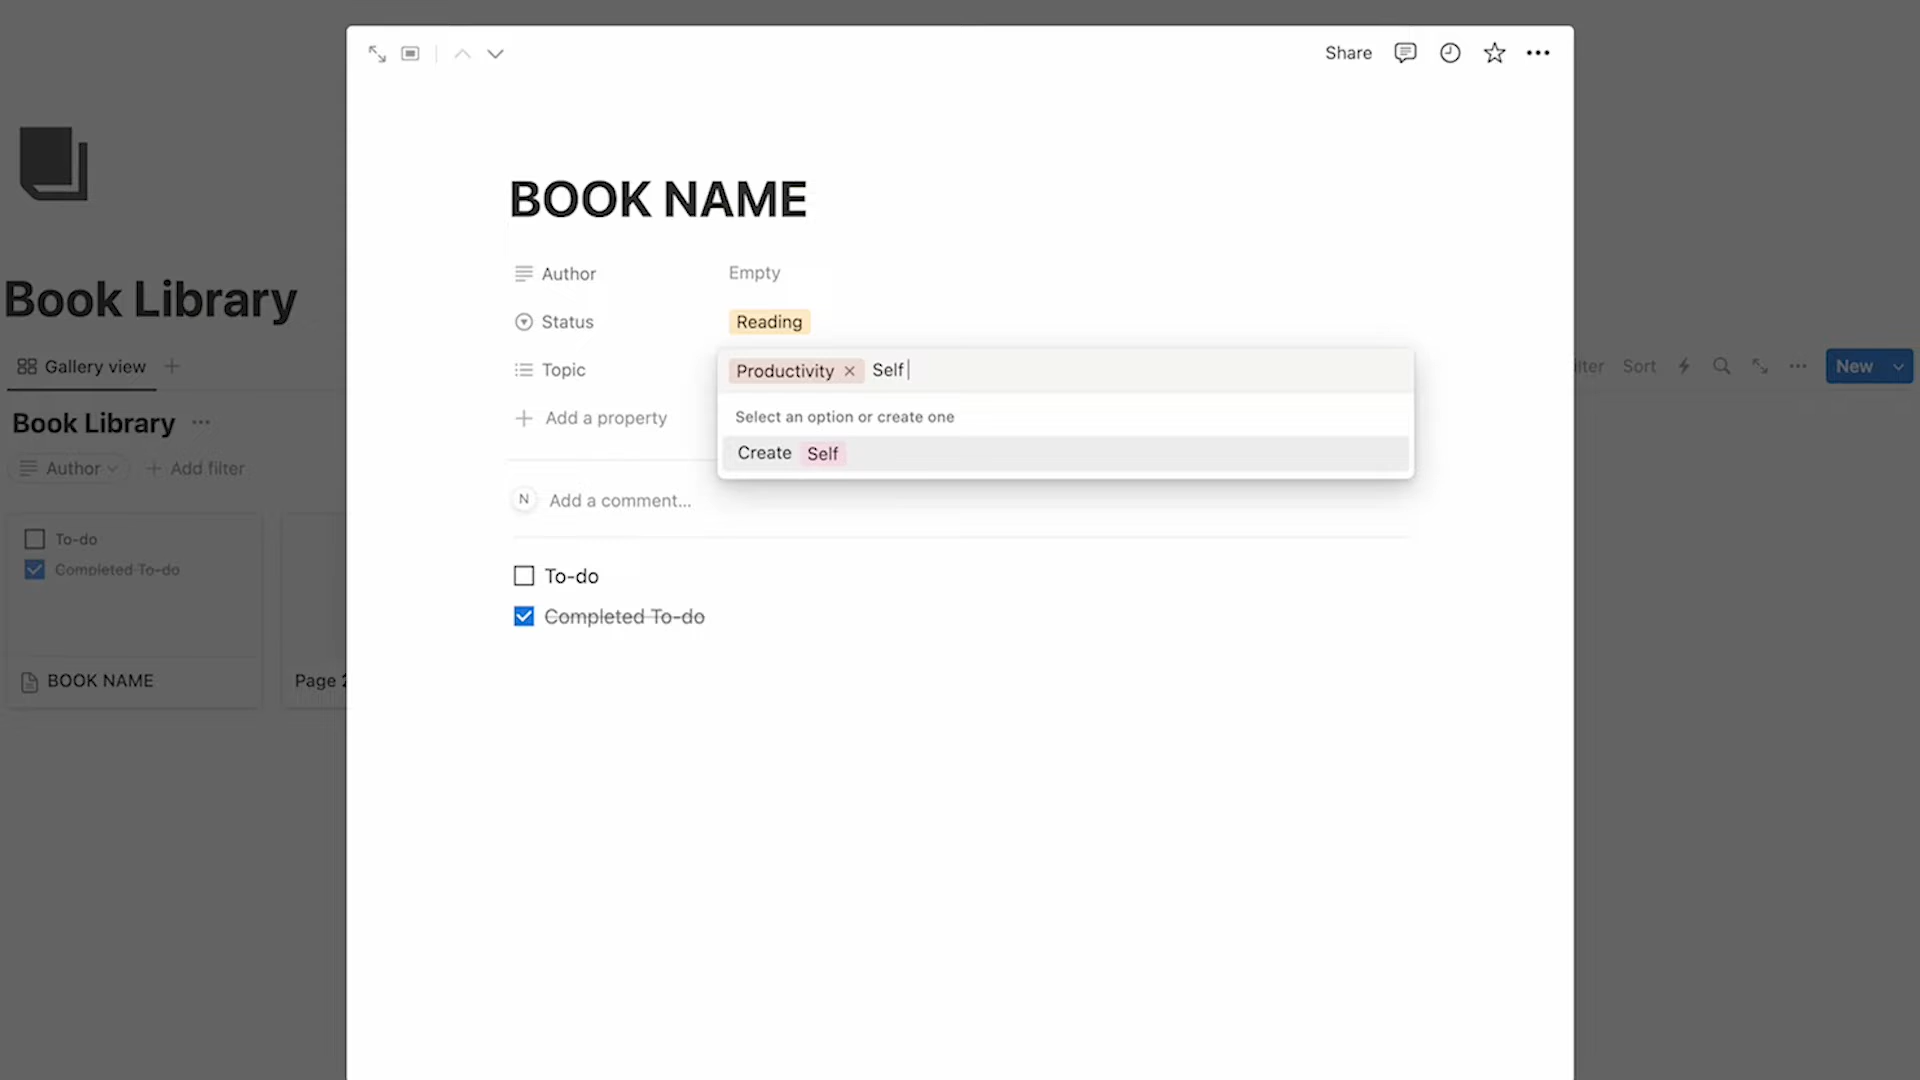 Share
BOOK NAME
Author Empty
Status Reading
Topic Productivity × Self
Add a property
Select an option or create one
Create Self
N Add a comment...
To-do
Completed To-do
Book Library
Gallery view
Sort
New
Book Library
Author
Add filter
To-do
Completed To-do
BOOK NAME
Page 2